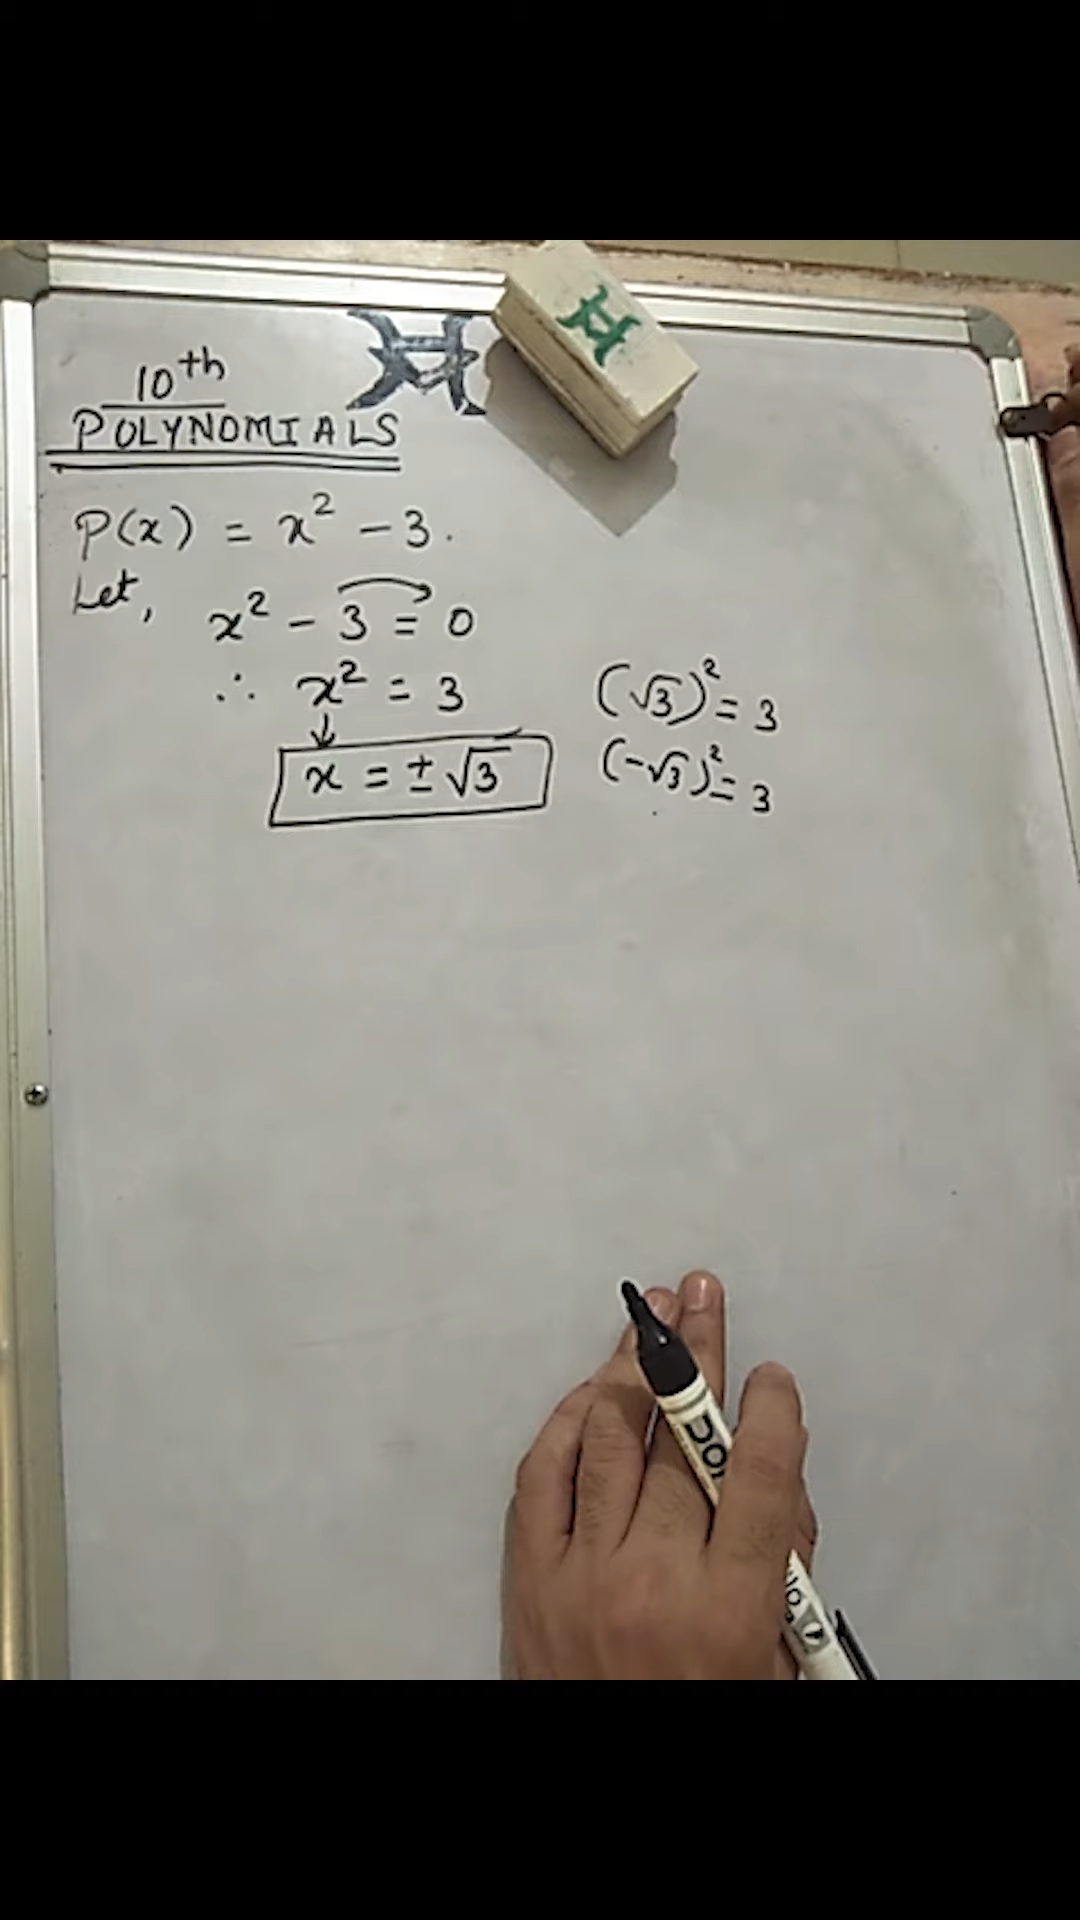 10th
POLYNOMIALS
P(x) = x² - 3.
Let,
x² - 3 = 0
∴ x² = 3
x = ± √3
(√3)² = 3
(-√3)² = 3